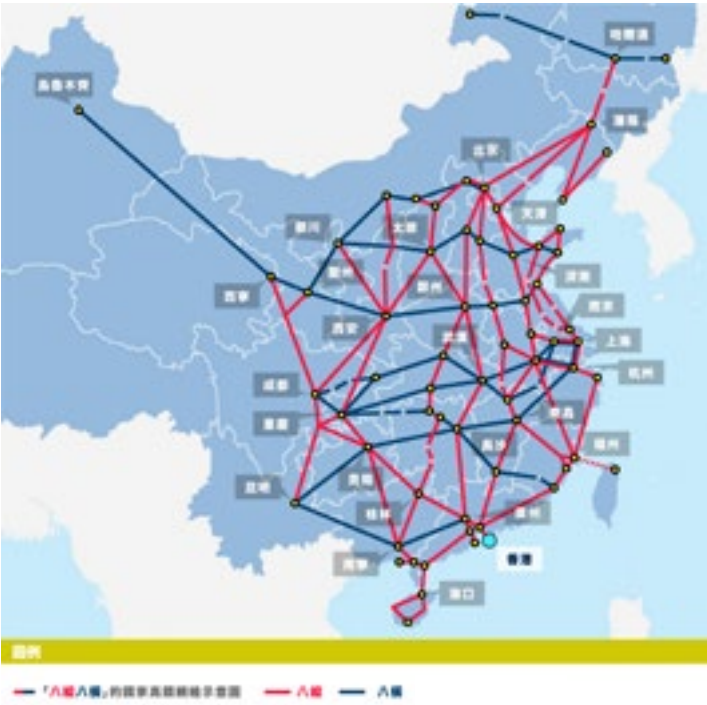 哈爾濱
烏魯木齊
瀋陽
北京
天津
銀川
太原
蘭州
鄭州
濟南
西寧
西安
南京
武漢
上海
成都
杭州
重慶
南昌
長沙
福州
昆明
貴陽
桂林
廣州
南寧
香港
海口
圖例
「八縱八橫」的國家高鐵網絡示意圖 八縱 八橫